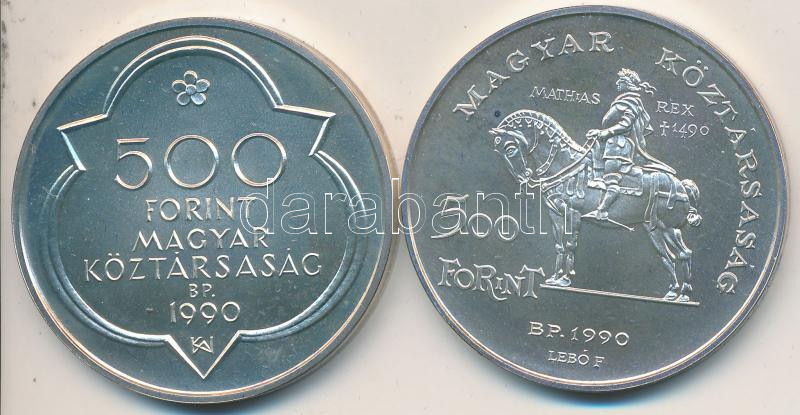 500
FORINT
MAGYAR
KÖZTÁRSASÁG
BP.
1990
MAGYAR KÖZTÁRSASÁG
MATHIAS REX
†1490
500
FORINT
BP. 1990
LEBÓ F
darabanth